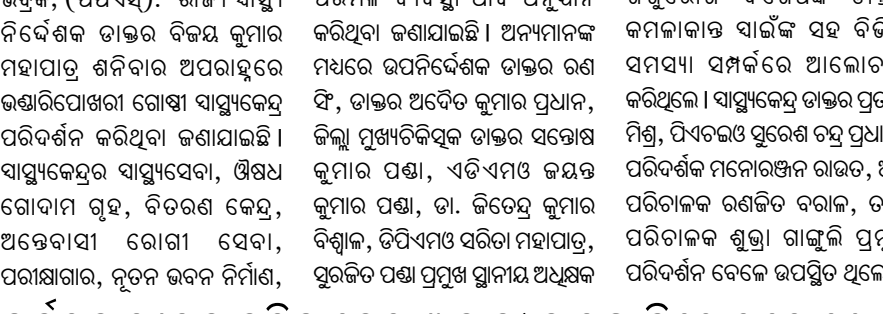 ନିର୍ଦ୍ଦେଶକ ଡାକ୍ତର ବିଜୟ କୁମାର
ମହାପାତ୍ର ଶନିବାର ଅପରାହ୍ନରେ
ଭଣ୍ଡାରିପୋଖରୀ ଗୋଷ୍ଠୀ ସ୍ୱାସ୍ଥ୍ୟକେନ୍ଦ୍ର
ପରିଦର୍ଶନ କରିଥିବା ଜଣାଯାଇଛି।
ସ୍ୱାସ୍ଥ୍ୟକେନ୍ଦ୍ରର ସ୍ୱାସ୍ଥ୍ୟସେବା, ଔଷଧ
ଗୋଦାମ ଗୃହ, ବିତରଣ କେନ୍ଦ୍ର,
ଅନ୍ତେବାସୀ ରୋଗୀ ସେବା,
ପରୀକ୍ଷାଗାର, ନୂତନ ଭବନ ନିର୍ମାଣ,
କରିଥିବା ଜଣାଯାଇଛି। ଅନ୍ୟମାନଙ୍କ
ମଧ୍ୟରେ ଉପନିର୍ଦ୍ଦେଶକ ଡାକ୍ତର ରଣ
ସିଂ, ଡାକ୍ତର ଅଦୈତ କୁମାର ପ୍ରଧାନ,
ଜିଲ୍ଲା ମୁଖ୍ୟଚିକିତ୍ସକ ଡାକ୍ତର ସନ୍ତୋଷ
କୁମାର ପଣ୍ଡା, ଏଡିଏମଓ ଜୟନ୍ତ
କୁମାର ପଣ୍ଡା, ଡା. ଜିତେନ୍ଦ୍ର କୁମାର
ବିଶ୍ୱାଳ, ଡିପିଏମଓ ସରିତା ମହାପାତ୍ର,
ସୁରଜିତ ପଣ୍ଡା ପ୍ରମୁଖ ସ୍ଥାନୀୟ ଅଧିକ୍ଷକ
କମଳାକାନ୍ତ ସାଇଁଙ୍କ ସହ
ସମସ୍ୟା ସମ୍ପର୍କରେ
କରିଥିଲେ। ସ୍ୱାସ୍ଥ୍ୟକେନ୍ଦ୍ର ଡାକ୍ତର
ମିଶ୍ର, ପିଏଚଇଓ ସୁରେଶ ଚନ୍ଦ୍ର
ପରିଦର୍ଶକ ମନୋରଞ୍ଜନ ରାଉତ,
ପରିଚାଳକ ରଣଜିତ ବରାଳ,
ପରିଚାଳକ ଶୁଭ୍ରା ଗାଙ୍ଗୁଲି
ପରିଦର୍ଶନ ବେଳେ ଉପସ୍ଥିତ